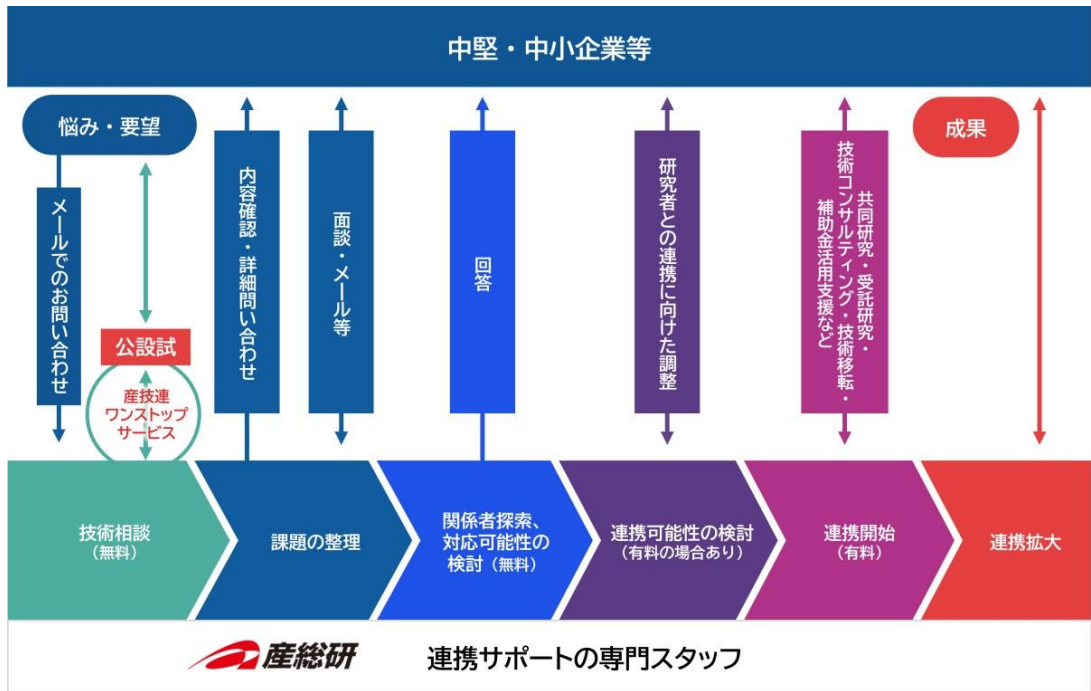 中堅・中小企業等
悩み・要望
成果
メールでのお問い合わせ
公設試
産技連
ワンストップ
サービス
内容確認・詳細問い合わせ
面談・メール等
回答
研究者との連携に向けた調整
共同研究・受託研究・
技術コンサルティング・技術移転・
補助金活用支援など
技術相談
（無料）
課題の整理
関係者探索、
対応可能性の
検討（無料）
連携可能性の検討
（有料の場合あり）
連携開始
（有料）
連携拡大
産総研 連携サポートの専門スタッフ